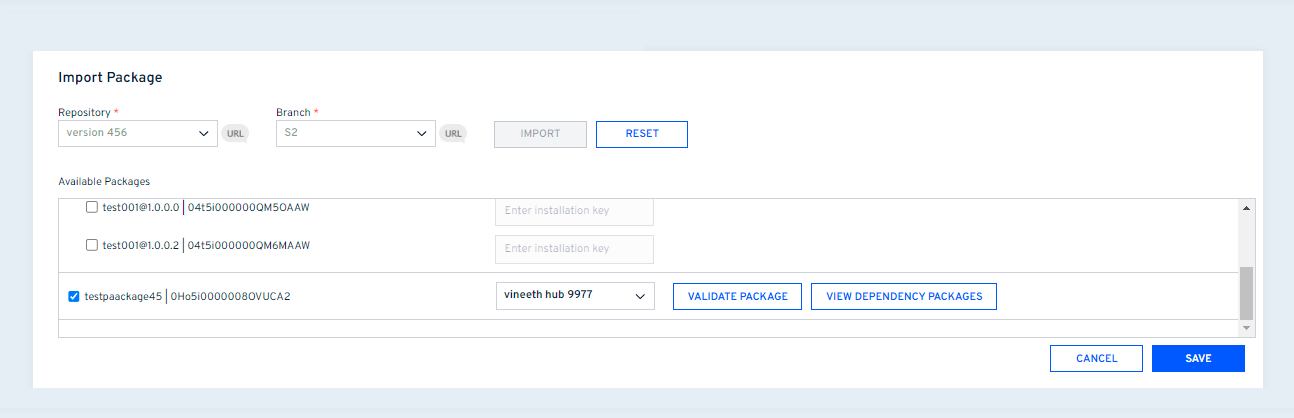 Import Package
Repository *
Branch *
version 456
URL
S2
URL
IMPORT
RESET
Available Packages
test001@1.0.0.0 | 04t5i000000QM5OAAW
Enter installation key
test001@1.0.0.2 | 04t5i000000QM6MAAW
Enter installation key
testpaackage45 | 0Ho5i0000008OVUCA2
vineeth hub 9977
VALIDATE PACKAGE
VIEW DEPENDENCY PACKAGES
CANCEL
SAVE